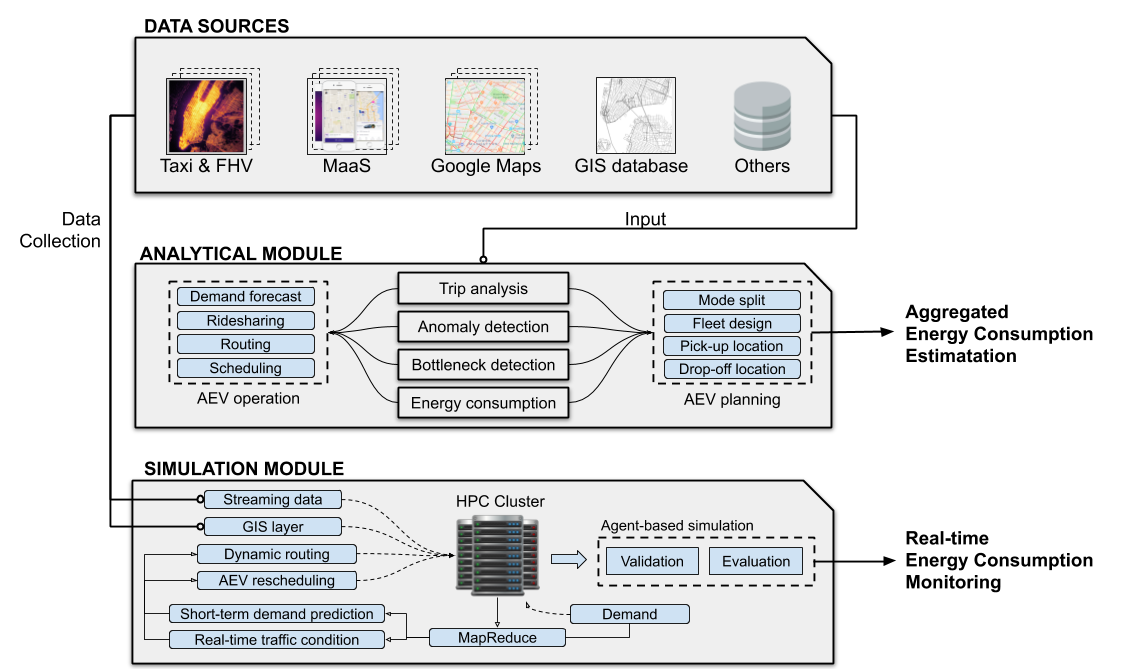 DATA SOURCES
Taxi & FHV
MaaS
Google Maps
GIS database
Others
Data
Collection
Input
ANALYTICAL MODULE
Demand forecast
Ridesharing
Routing
Scheduling
AEV operation
Trip analysis
Anomaly detection
Bottleneck detection
Energy consumption
Mode split
Fleet design
Pick-up location
Drop-off location
AEV planning
Aggregated
Energy Consumption
Estimatation
SIMULATION MODULE
Streaming data
GIS layer
Dynamic routing
AEV rescheduling
Short-term demand prediction
Real-time traffic condition
HPC Cluster
MapReduce
Demand
Agent-based simulation
Validation
Evaluation
Real-time
Energy Consumption
Monitoring